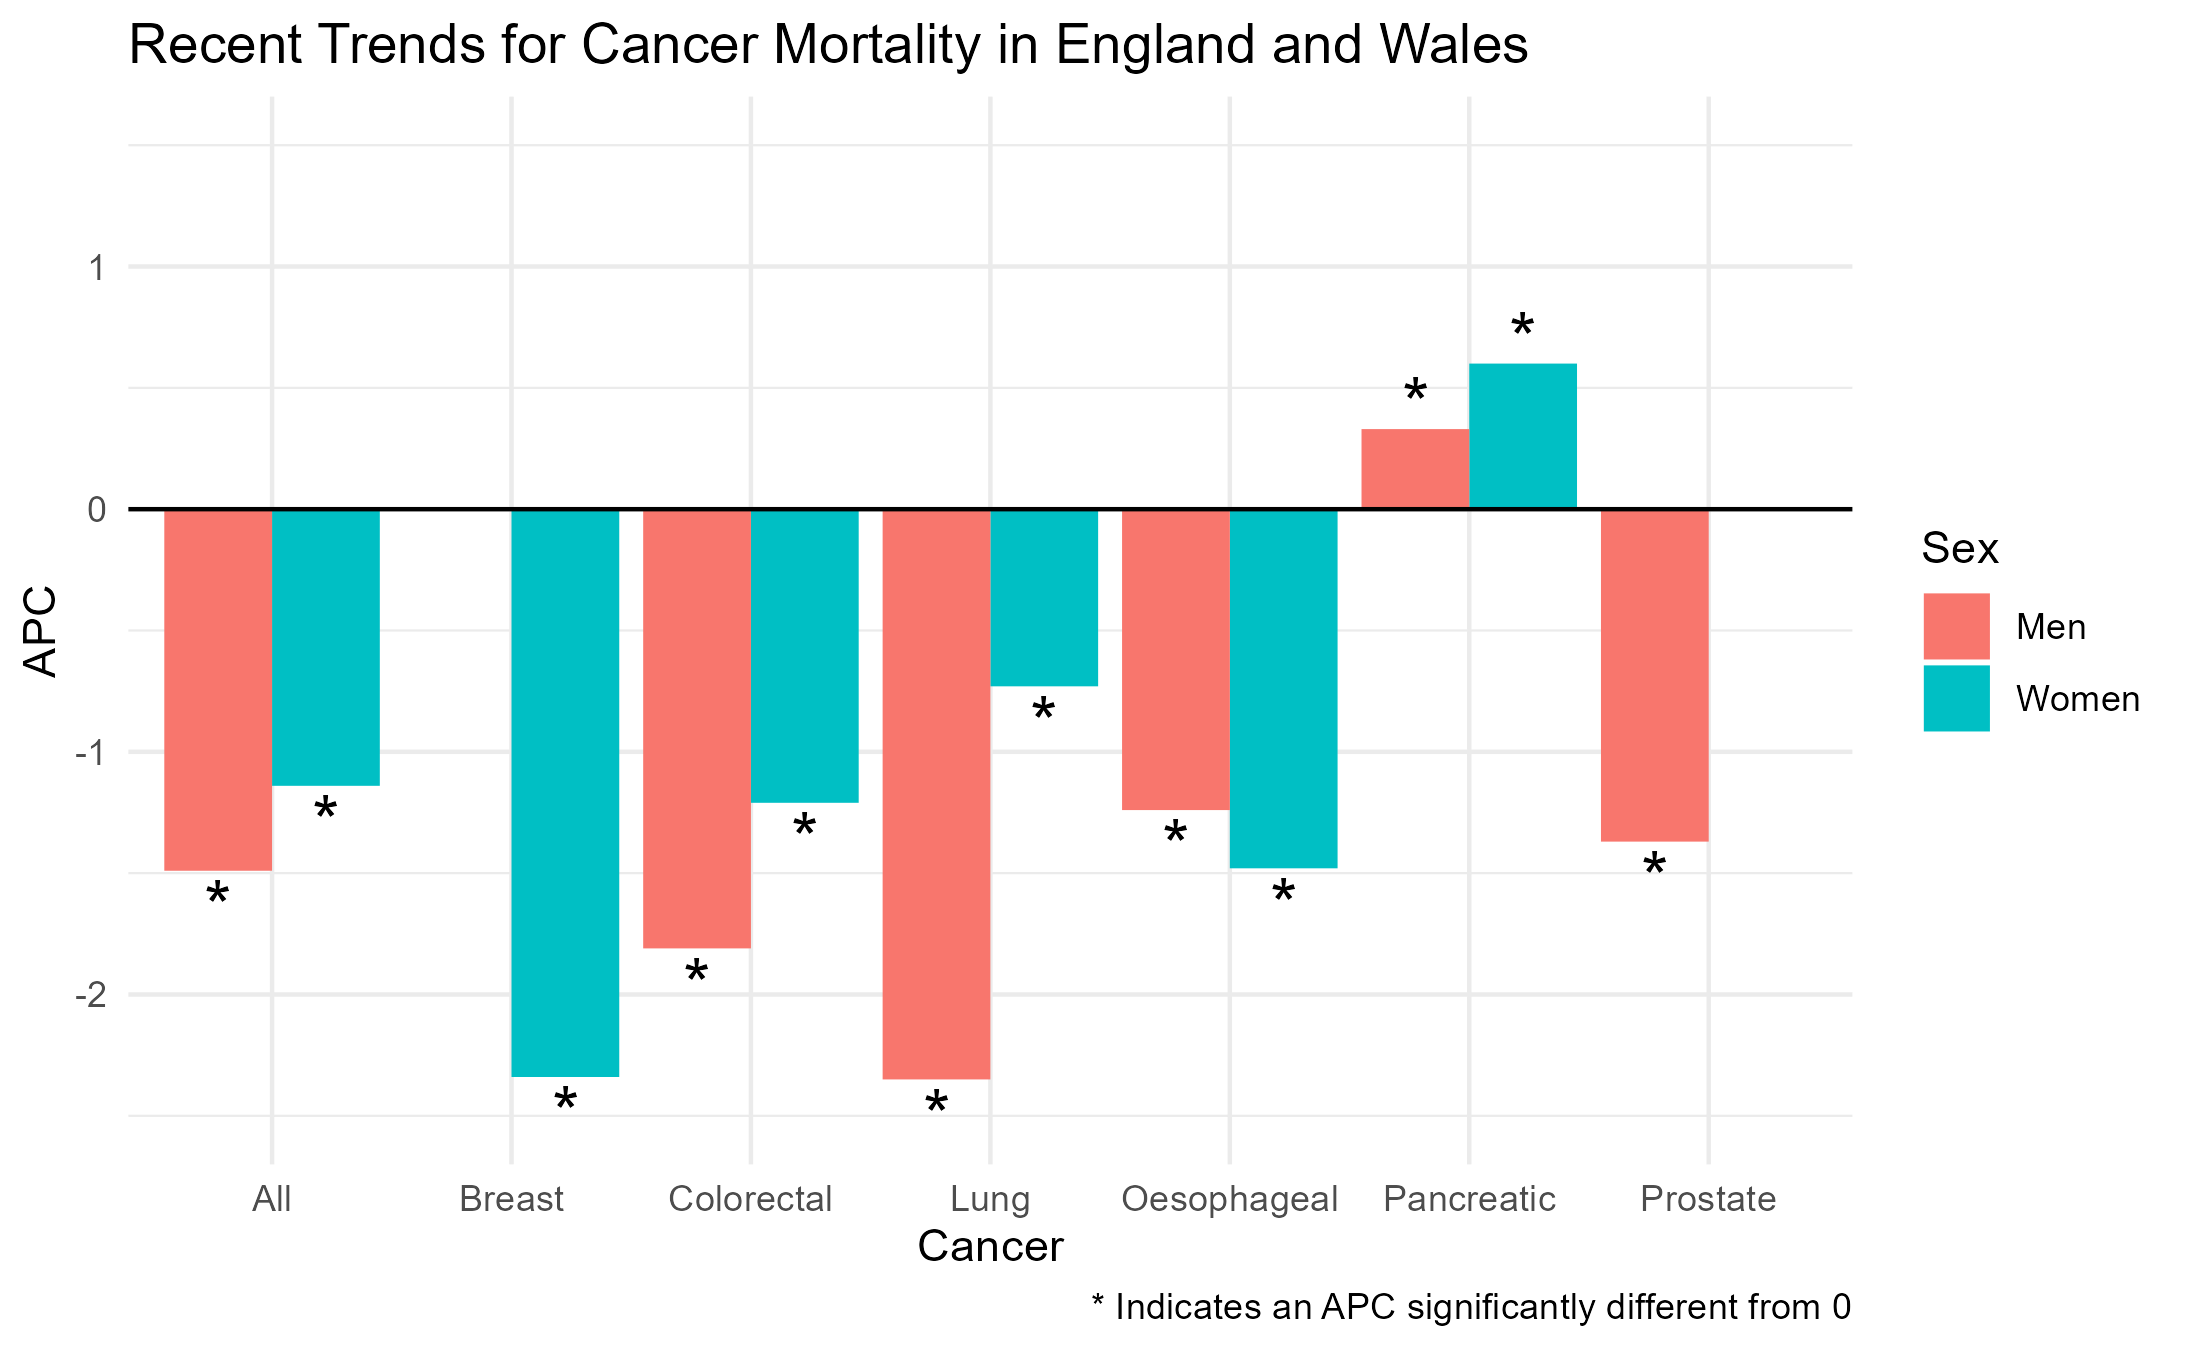 Recent Trends for Cancer Mortality in England and Wales
1
0
-1
-2
APC
* *
* *
*
* *
* *
* *
*
All Breast Colorectal Lung Oesophageal Pancreatic Prostate
Cancer
Sex
Men
Women
* Indicates an APC significantly different from 0